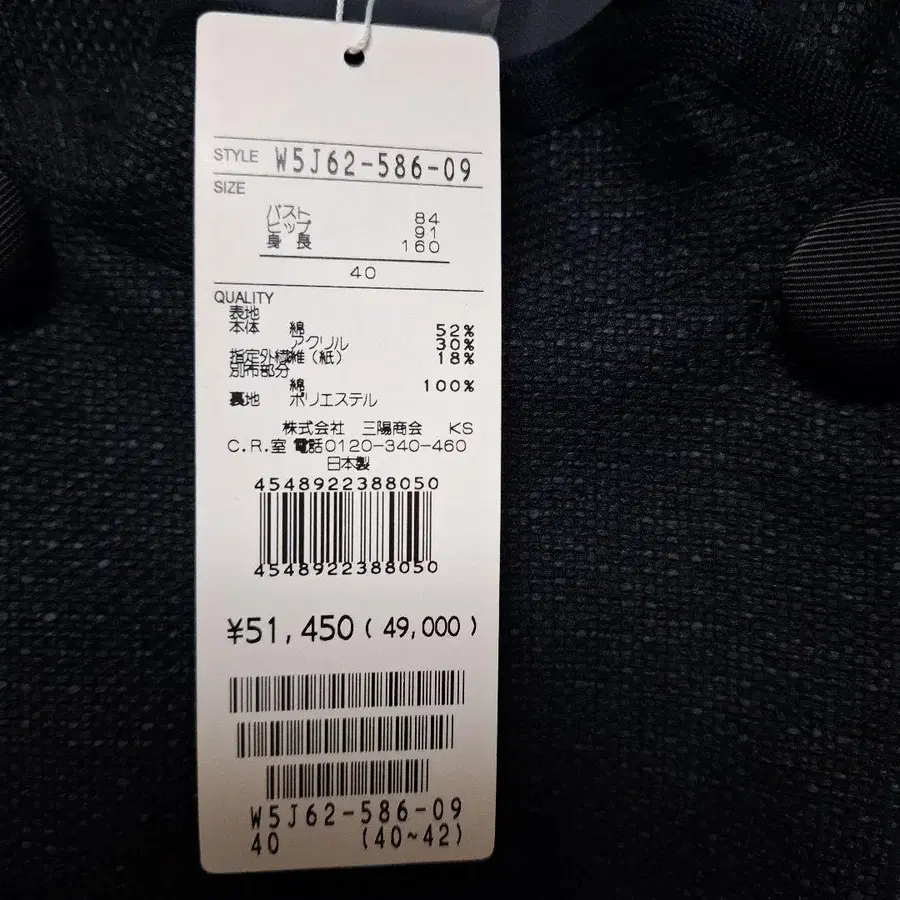 STYLE W5J62-586-09
SIZE
バスト 84
ヒップ 91
身 長 160
40
QUALITY
表地
本体 綿 52%
アクリル 30%
指定外繊維（紙） 18%
別布部分
綿 100%
裏地 ポリエステル
株式会社 三陽商会 KS
C.R.室 電話0120-340-460
日本製
4548922388050
4548922388050
¥51,450 ( 49,000 )
W5J62-586-09
40 (40~42)